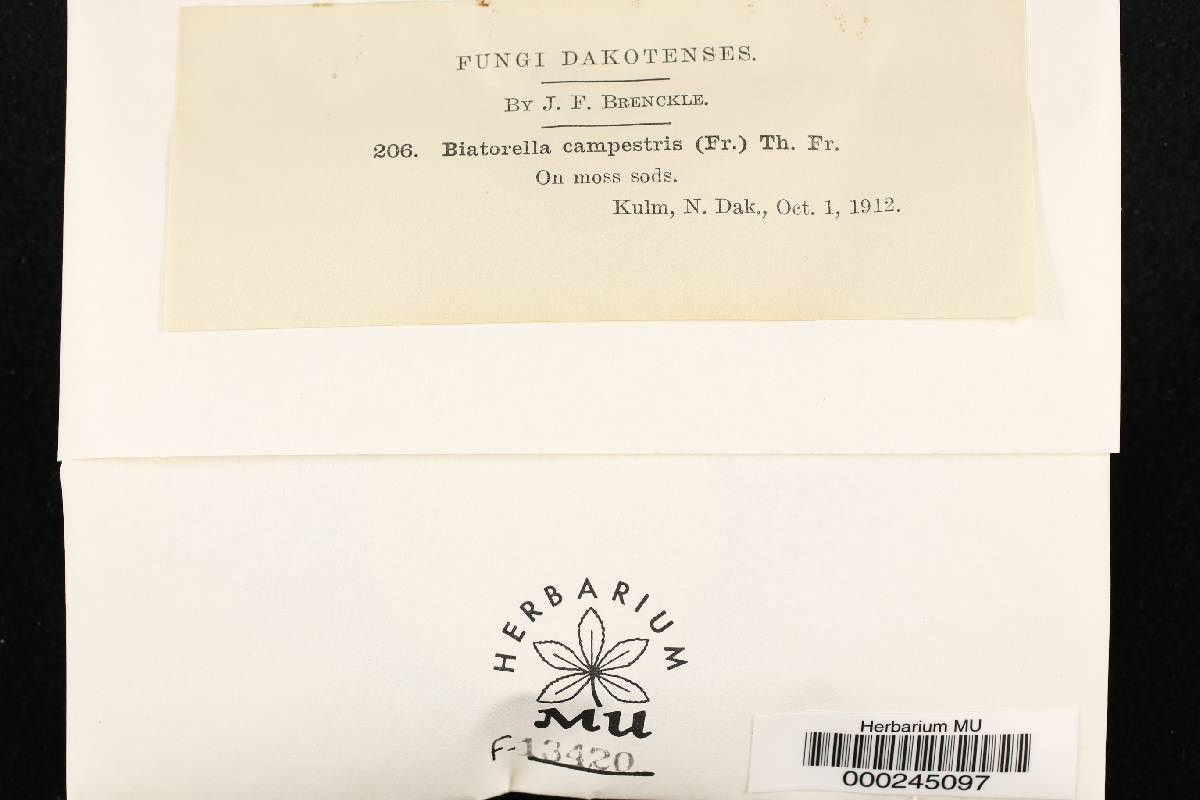 FUNGI DAKOTENSES.
BY J. F. BRENCKLE.
206. Biatorella campestris (Fr.) Th. Fr.
On moss sods.
Kulm, N. Dak., Oct. 1, 1912.
HERBARIUM
MU
F-13420
Herbarium MU
000245097